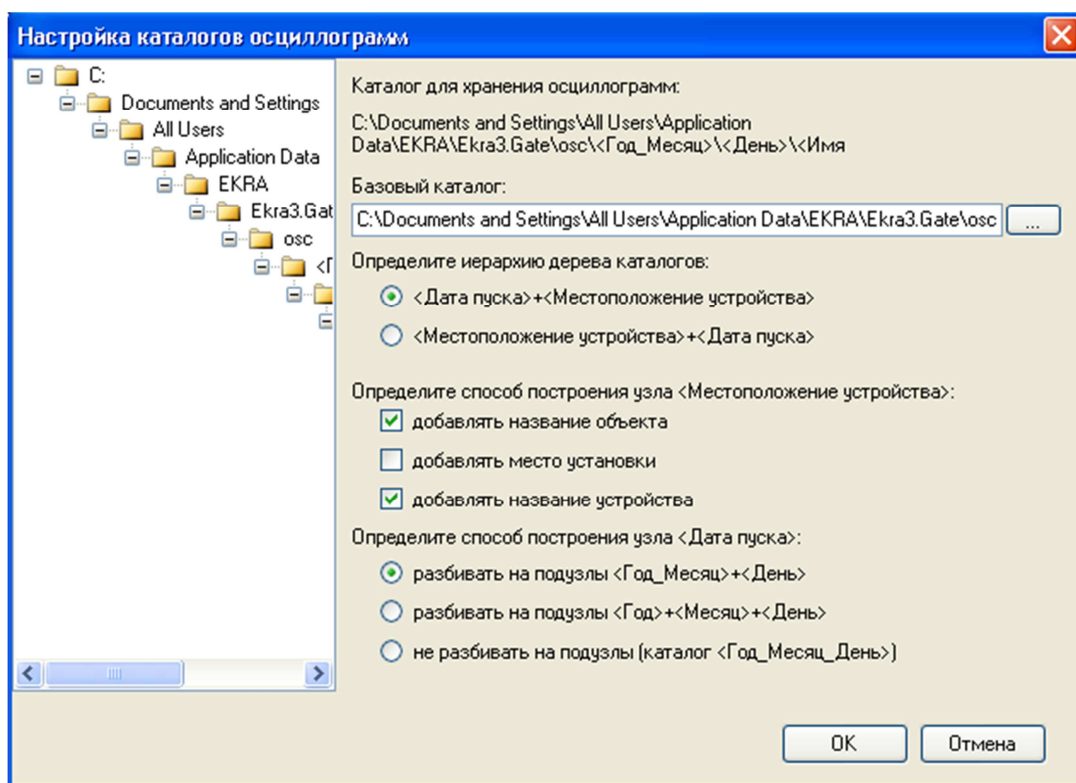 Настройка каталогов осциллограмм
C:
Documents and Settings
All Users
Application Data
EKRA
Ekra3.Gat
osc
Каталог для хранения осциллограмм:
C:\Documents and Settings\All Users\Application
Data\EKRA\Ekra3.Gate\osc\<Год_Месяц>\<День>\<Имя
Базовый каталог:
C:\Documents and Settings\All Users\Application Data\EKRA\Ekra3.Gate\osc
...
Определите иерархию дерева каталогов:
<Дата пуска>+<Местоположение устройства>
<Местоположение устройства>+<Дата пуска>
Определите способ построения узла <Местоположение устройства>:
добавлять название объекта
добавлять место установки
добавлять название устройства
Определите способ построения узла <Дата пуска>:
разбивать на подузлы <Год_Месяц>+<День>
разбивать на подузлы <Год>+<Месяц>+<День>
не разбивать на подузлы (каталог <Год_Месяц_День>)
OK
Отмена